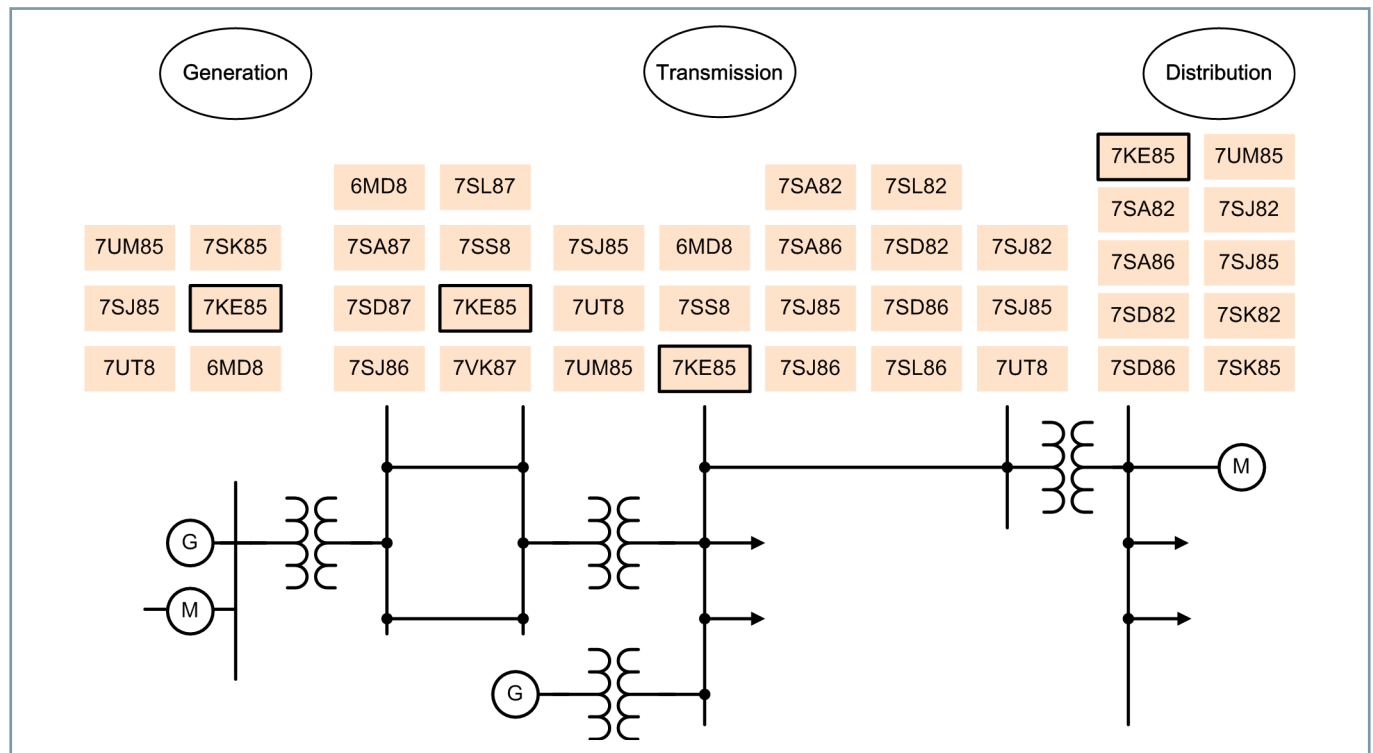 Generation Transmission Distribution
7KE85 7UM85
6MD8 7SL87 7SA82 7SL82
7SA82 7SJ82
7UM85 7SK85 7SA87 7SS8 7SJ85 6MD8 7SA86 7SD82 7SJ82
7SA86 7SJ85
7SJ85 7KE85 7SD87 7KE85 7UT8 7SS8 7SJ85 7SD86 7SJ85
7SD82 7SK82
7UT8 6MD8 7SJ86 7VK87 7UM85 7KE85 7SJ86 7SL86 7UT8 7SD86 7SK85
M
G
M
G